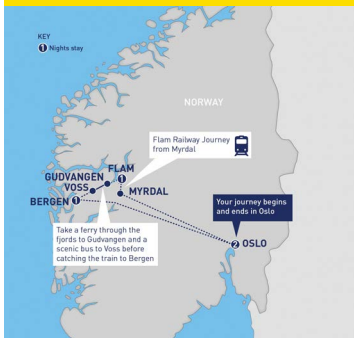 KEY
1 Nights stay
NORWAY
Flam Railway Journey
from Myrdal
FLAM
1
GUDVANGEN
VOSS
MYRDAL
BERGEN 1
Your journey begins
and ends in Oslo
2 OSLO
Take a ferry through the
fjords to Gudvangen and a
scenic bus to Voss before
catching the train to Bergen